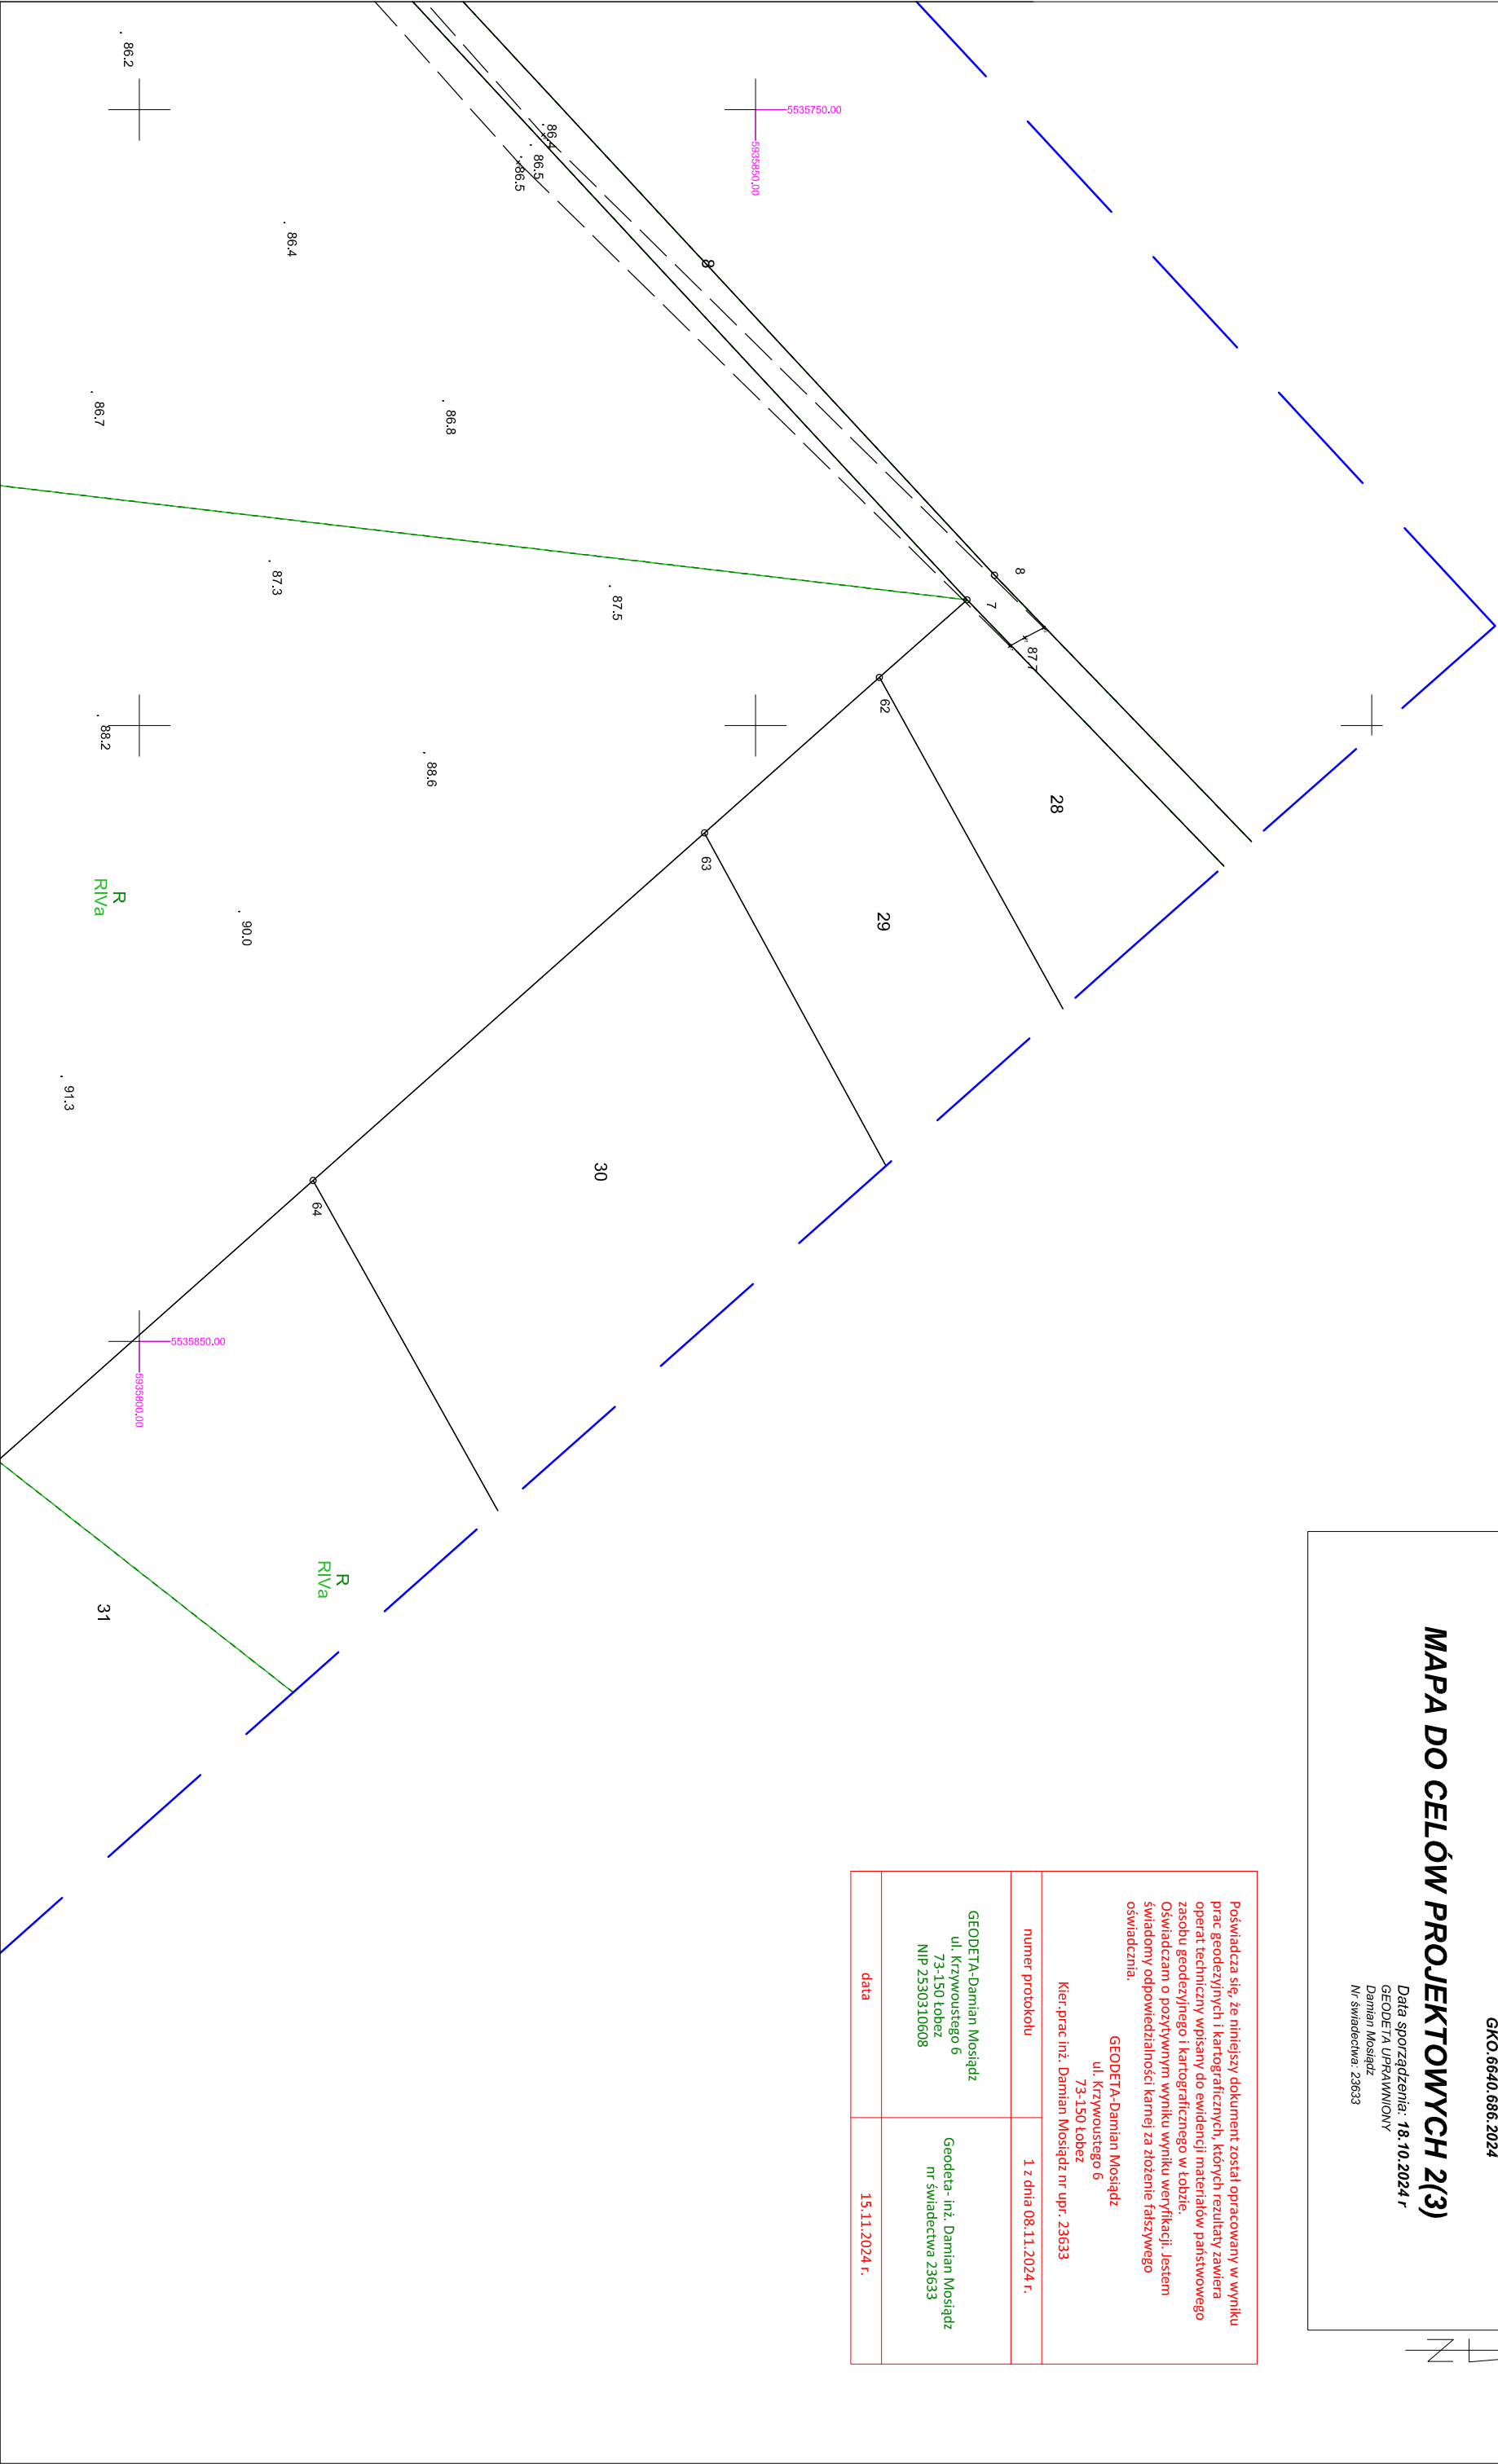 GKO.6640.686.2024
MAPA DO CELÓW PROJEKTOWYCH 2(3)
Data sporządzenia: 18.10.2024 r
GEODETA UPRAWNIONY
Damian Mosiądz
Nr świadectwa: 23633
N
Poświadcza się, że niniejszy dokument został opracowany w wyniku
prac geodezyjnych i kartograficznych, których rezultaty zawiera
operat techniczny wpisany do ewidencji materiałów państwowego
zasobu geodezyjnego i kartograficznego w Łobzie.
Oświadczam o pozytywnym wyniku wyniku weryfikacji. Jestem
świadomy odpowiedzialności karnej za złożenie fałszywego
oświadcznia.
GEODETA-Damian Mosiądz
ul. Krzywoustego 6
73-150 Łobez
Kier.prac inż. Damian Mosiądz nr upr. 23633
numer protokołu
1 z dnia 08.11.2024 r.
GEODETA-Damian Mosiądz
ul. Krzywoustego 6
73-150 Łobez
NIP 2530310608
Geodeta- inż. Damian Mosiądz
nr świadectwa 23633
data
15.11.2024 r.
5535750.00
5935850.00
86.2
86.4
86.5
86.5
86.4
9
86.7
86.8
87.3
87.5
8
7
87.7
62
28
88.2
88.6
63
29
R
RIVa
90.0
91.3
30
64
5535850.00
5935800.00
R
RIVa
31